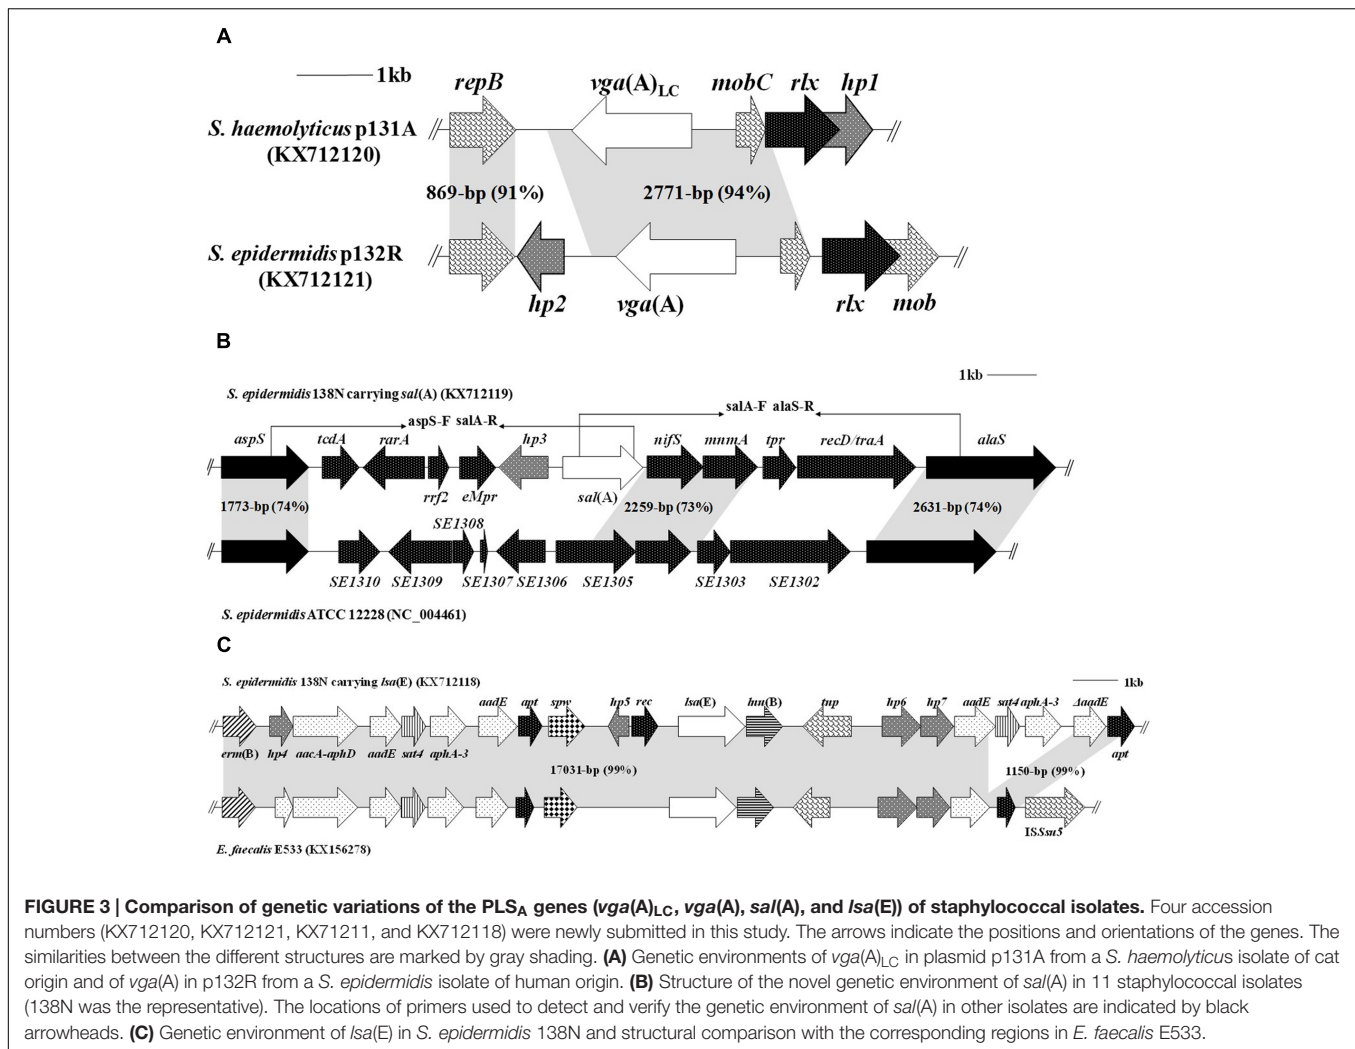 A
1kb
repB vga(A)LC mobC rlx hp1
S. haemolyticus p131A
(KX712120)
869-bp (91%) 2771-bp (94%)
S. epidermidis p132R
(KX712121)
hp2 vga(A) rlx mob
B
1kb
S. epidermidis 138N carrying sal(A) (KX712119)
aspS-F salA-R salA-F alaS-R
aspS tcdA rarA hp3 nifS mnmA tpr recD/traA alaS
rrf2 eMpr sal(A)
1773-bp (74%) 2259-bp (73%) 2631-bp (74%)
SE1308
SE1310 SE1309 SE1307 SE1306 SE1305 SE1303 SE1302
S. epidermidis ATCC 12228 (NC_004461)
C
S. epidermidis 138N carrying lsa(E) (KX712118)
1kb
aadE apt spw hp5 rec lsa(E) lnu(B) tnp hp6 hp7 aadE sat4 aphA-3 ΔaadE
erm(B) hp4 aacA-aphD aadE sat4 aphA-3 apt
17031-bp (99%) 1150-bp (99%)
ISSsu5
E. faecalis E533 (KX156278)
FIGURE 3 | Comparison of genetic variations of the PLSA genes (vga(A)LC, vga(A), sal(A), and lsa(E)) of staphylococcal isolates. Four accession
numbers (KX712120, KX712121, KX71211, and KX712118) were newly submitted in this study. The arrows indicate the positions and orientations of the genes. The
similarities between the different structures are marked by gray shading. (A) Genetic environments of vga(A)LC in plasmid p131A from a S. haemolyticus isolate of cat
origin and of vga(A) in p132R from a S. epidermidis isolate of human origin. (B) Structure of the novel genetic environment of sal(A) in 11 staphylococcal isolates
(138N was the representative). The locations of primers used to detect and verify the genetic environment of sal(A) in other isolates are indicated by black
arrowheads. (C) Genetic environment of lsa(E) in S. epidermidis 138N and structural comparison with the corresponding regions in E. faecalis E533.